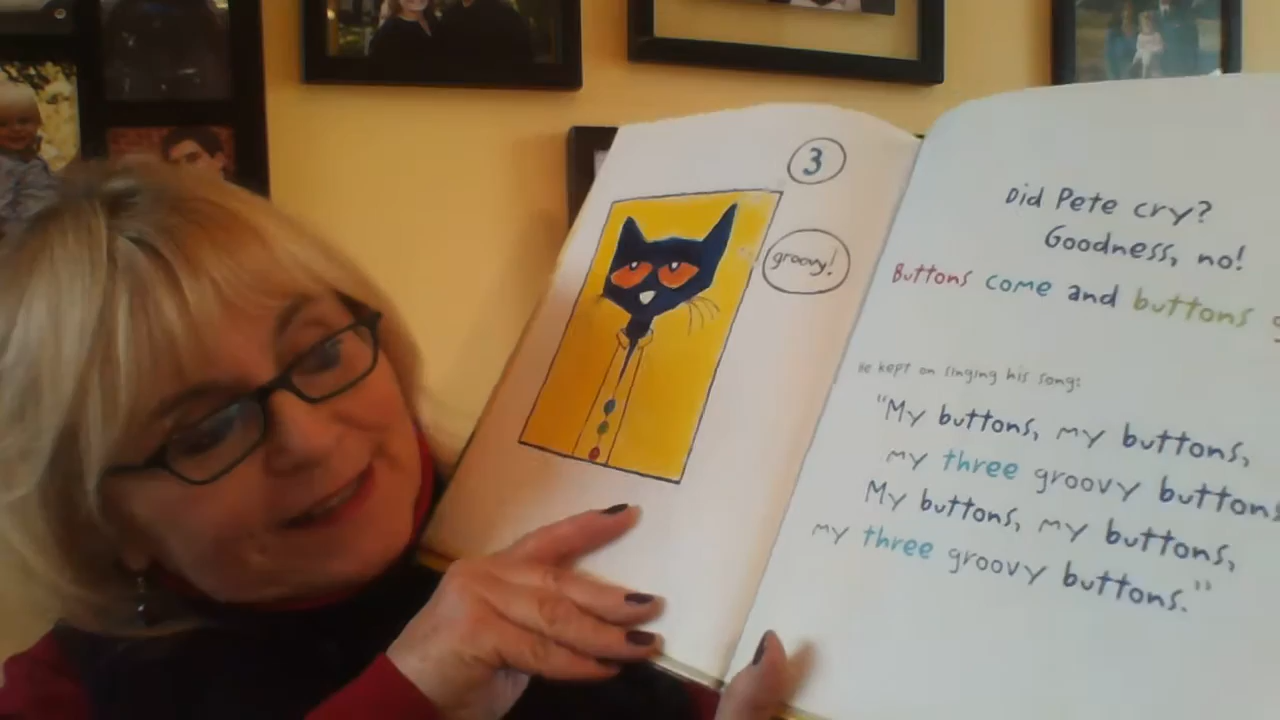 3
groovy!
Did Pete cry?
Goodness, no!
Buttons come and buttons
He kept on singing his song:
"My buttons, my buttons,
my three groovy buttons
My buttons, my buttons,
my three groovy buttons."